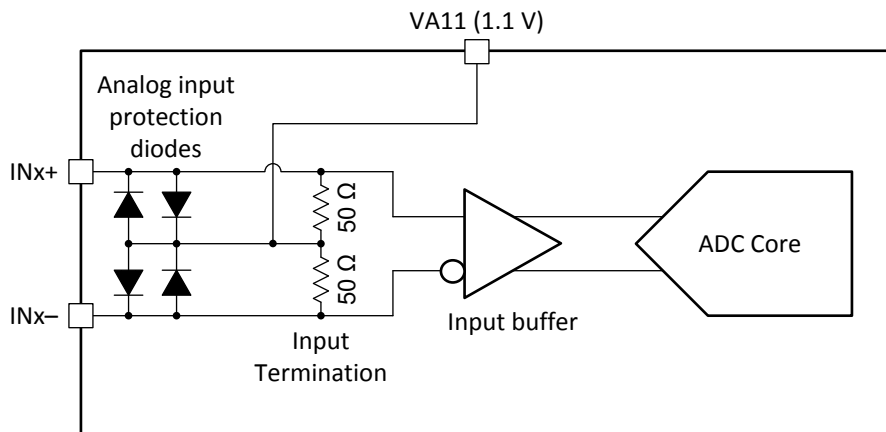 VA11 (1.1 V)
Analog input
protection
diodes
INx+
50 Ω
50 Ω
ADC Core
INx–
Input buffer
Input
Termination